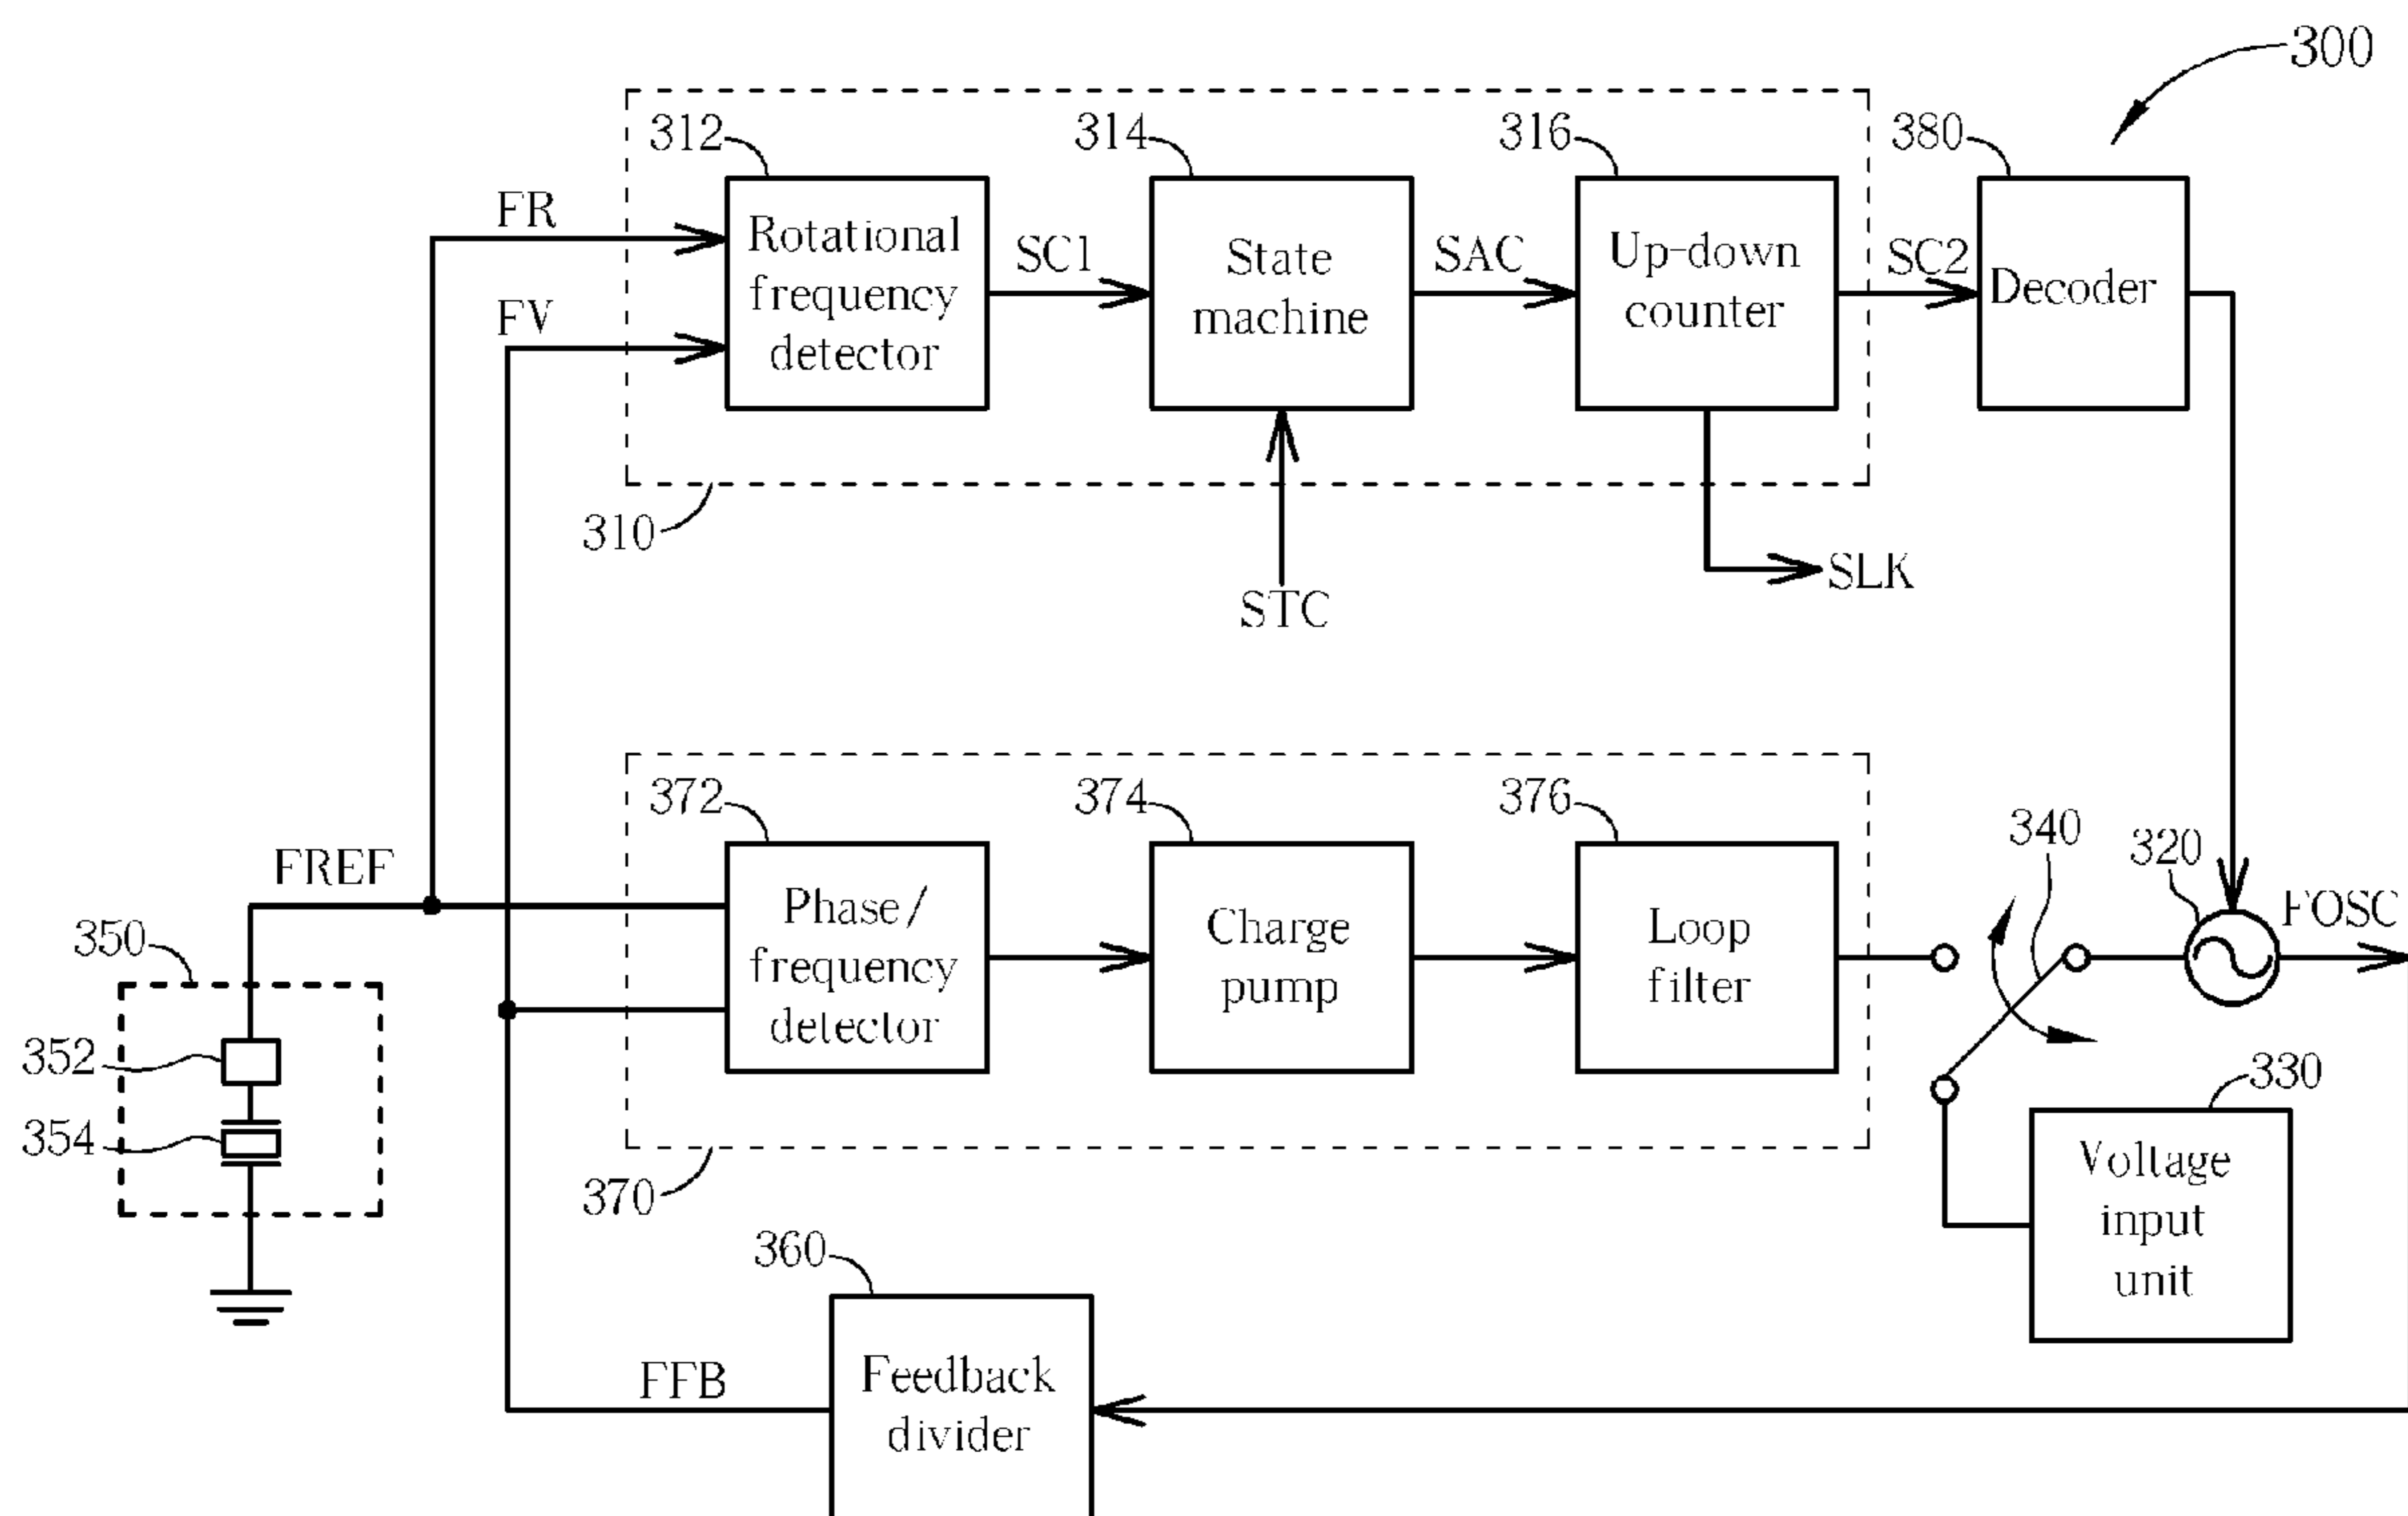 300
312
314
316
380
FR
FV
Rotational
frequency
detector
SC1
State
machine
SAC
Up-down
counter
SC2
Decoder
310
STC
SLK
372
374
376
340
320
FREF
FOSC
350
Phase/
frequency
detector
Charge
pump
Loop
filter
352
354
330
Voltage
input
unit
370
360
FFB
Feedback
divider